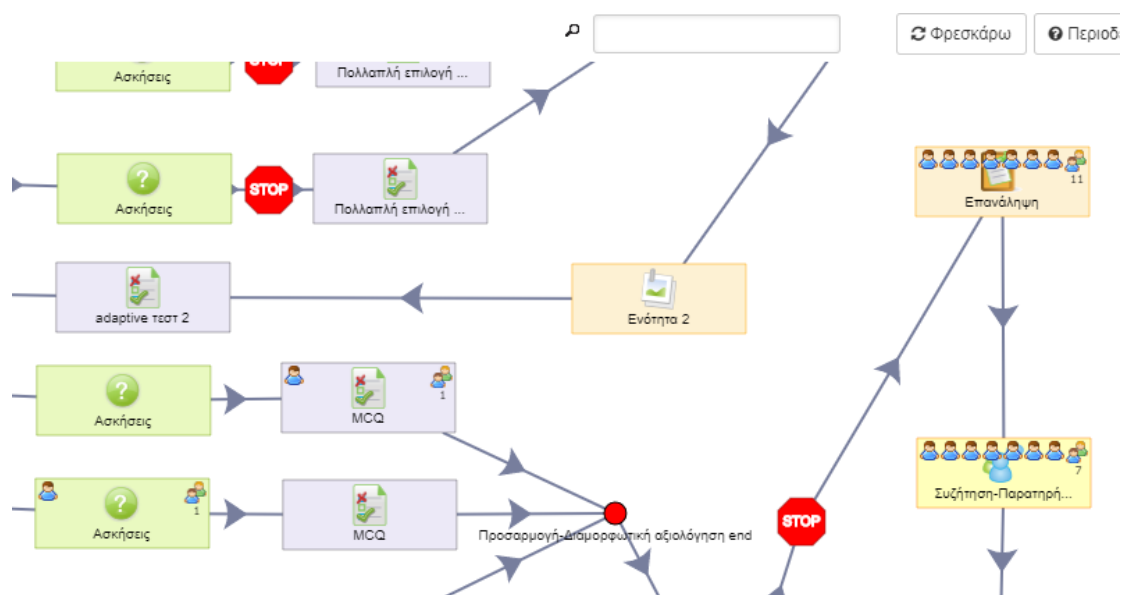 Φρεσκάρω
Ασκήσεις
STOP
Πολλαπλή επιλογή ...
Ασκήσεις
STOP
Πολλαπλή επιλογή ...
11
Επανάληψη
adaptive τεστ 2
Ενότητα 2
Ασκήσεις
1
MCQ
7
Συζήτηση-Παρατηρή...
1
Ασκήσεις
MCQ
STOP
Προσαρμογή-Διαμορφωτική αξιολόγηση end